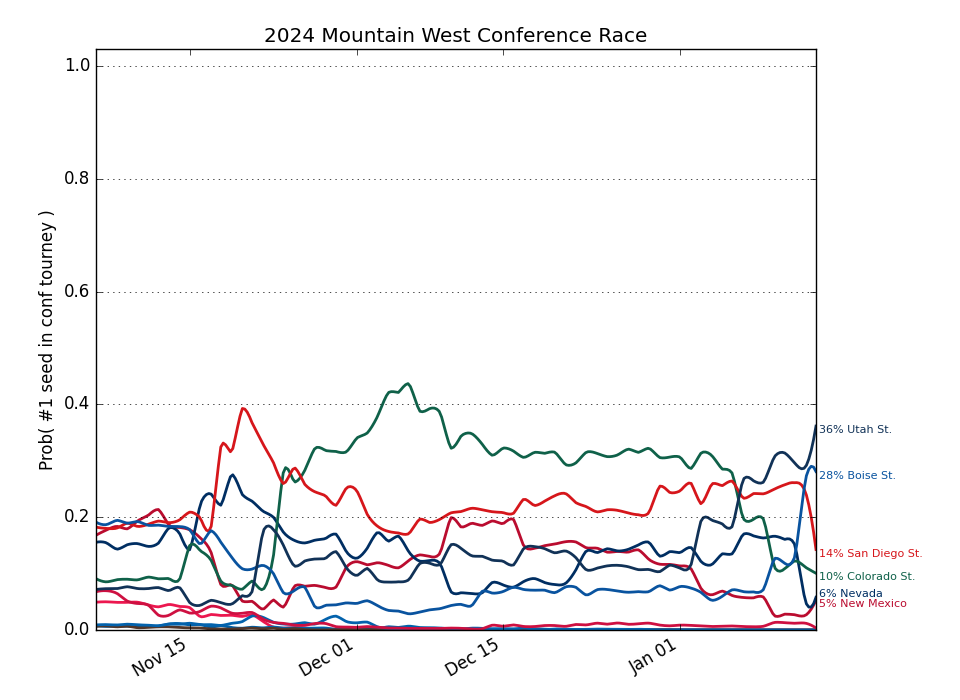 2024 Mountain West Conference Race
Prob( #1 seed in conf tourney )
1.0
0.8
0.6
0.4
0.2
0.0
36% Utah St.
28% Boise St.
14% San Diego St.
10% Colorado St.
6% Nevada
5% New Mexico
Nov 15
Dec 01
Dec 15
Jan 01